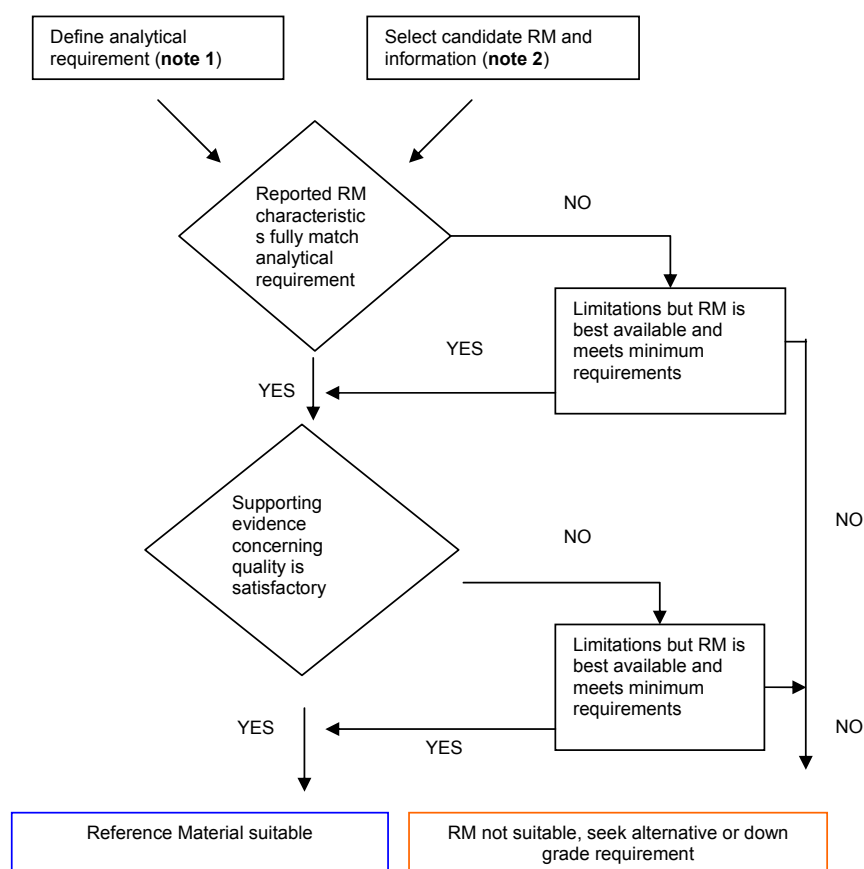 Define analytical
requirement (note 1)
Select candidate RM and
information (note 2)
Reported RM
characteristic
s fully match
analytical
requirement
NO
Limitations but RM is
best available and
meets minimum
requirements
YES
YES
Supporting
evidence
concerning
quality is
satisfactory
NO
NO
Limitations but RM is
best available and
meets minimum
requirements
YES
YES
NO
Reference Material suitable
RM not suitable, seek alternative or down
grade requirement